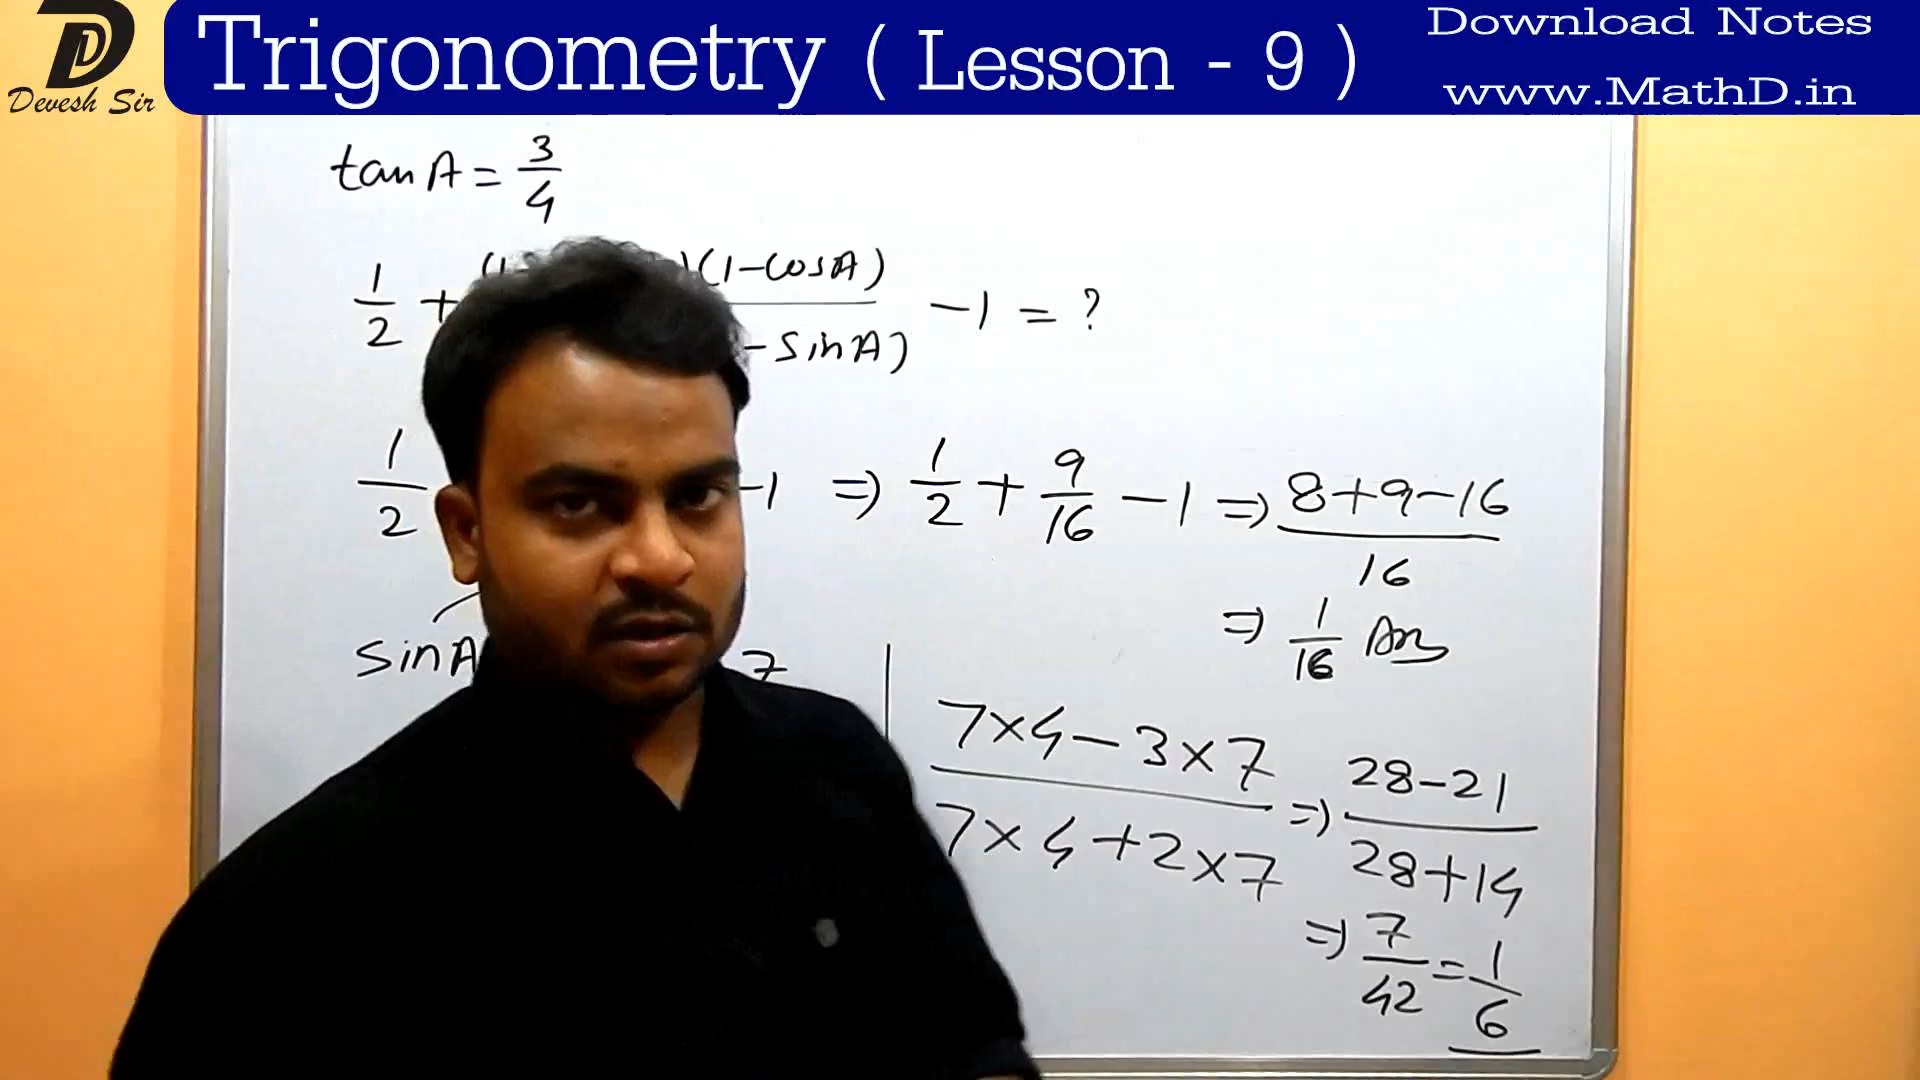 Devesh Sir
Trigonometry ( Lesson - 9 )
Download Notes
www.MathD.in
tan A = 3/4
1/2 + (1 )(1-cosA) / -sinA) -1 = ?
1/2 -1 => 1/2 + 9/16 - 1 => 8+9-16/16
=> 1/16 Ans
sinA 7
7×4-3×7 / 7×4+2×7 => 28-21 / 28+14
=> 7/42 = 1/6